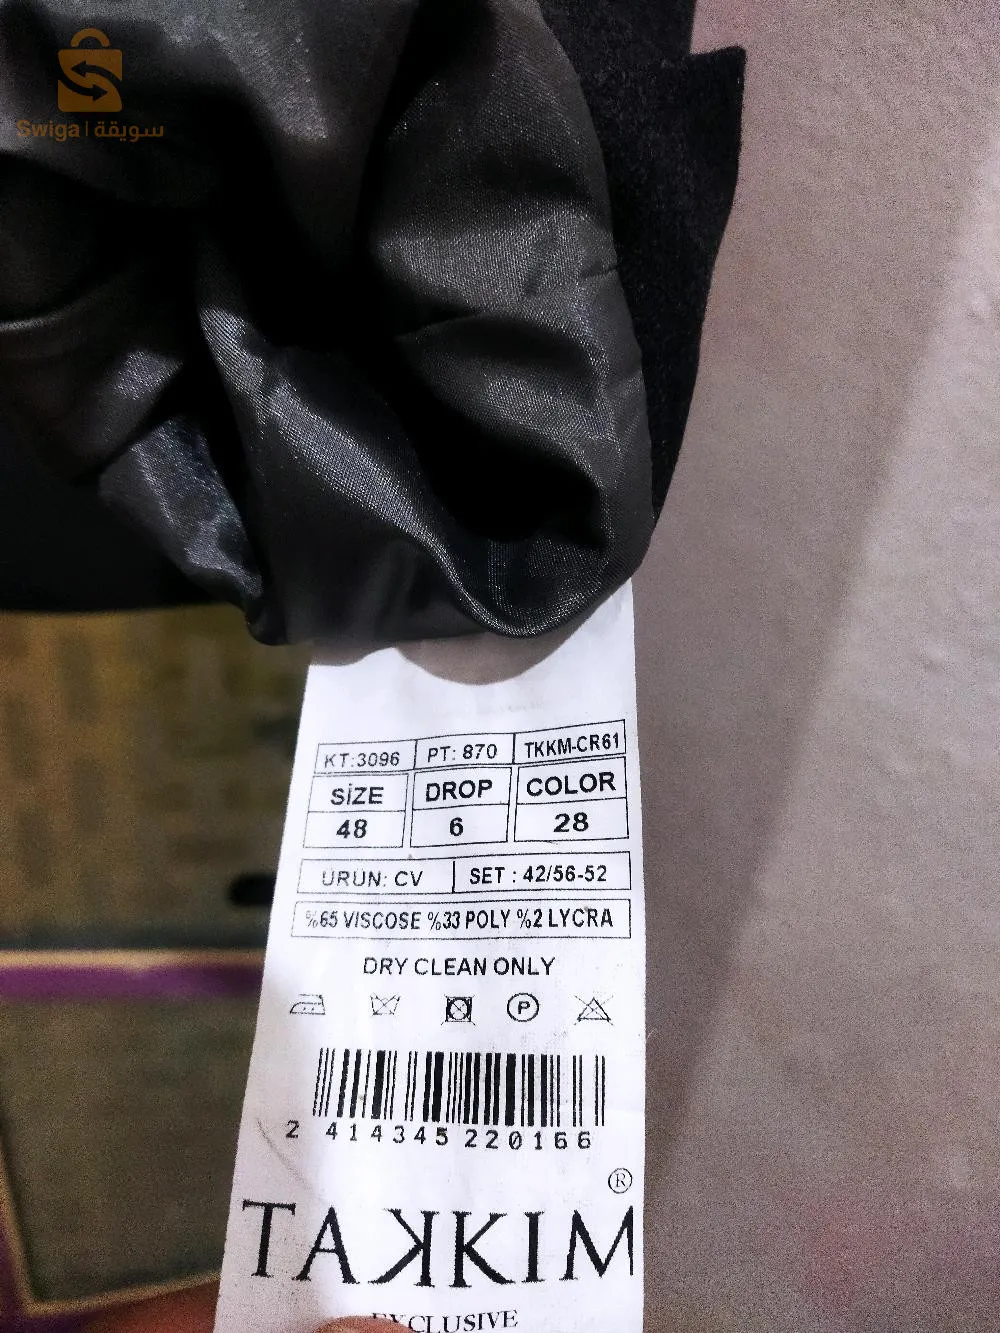 Swiga | سويقة
KT:3096 PT: 870 TKKM-CR61
SİZE DROP COLOR
48 6 28
URUN: CV SET : 42/56-52
%65 VISCOSE %33 POLY %2 LYCRA
DRY CLEAN ONLY
P
2 414345 220166
®
TAKKIM
EXCLUSIVE